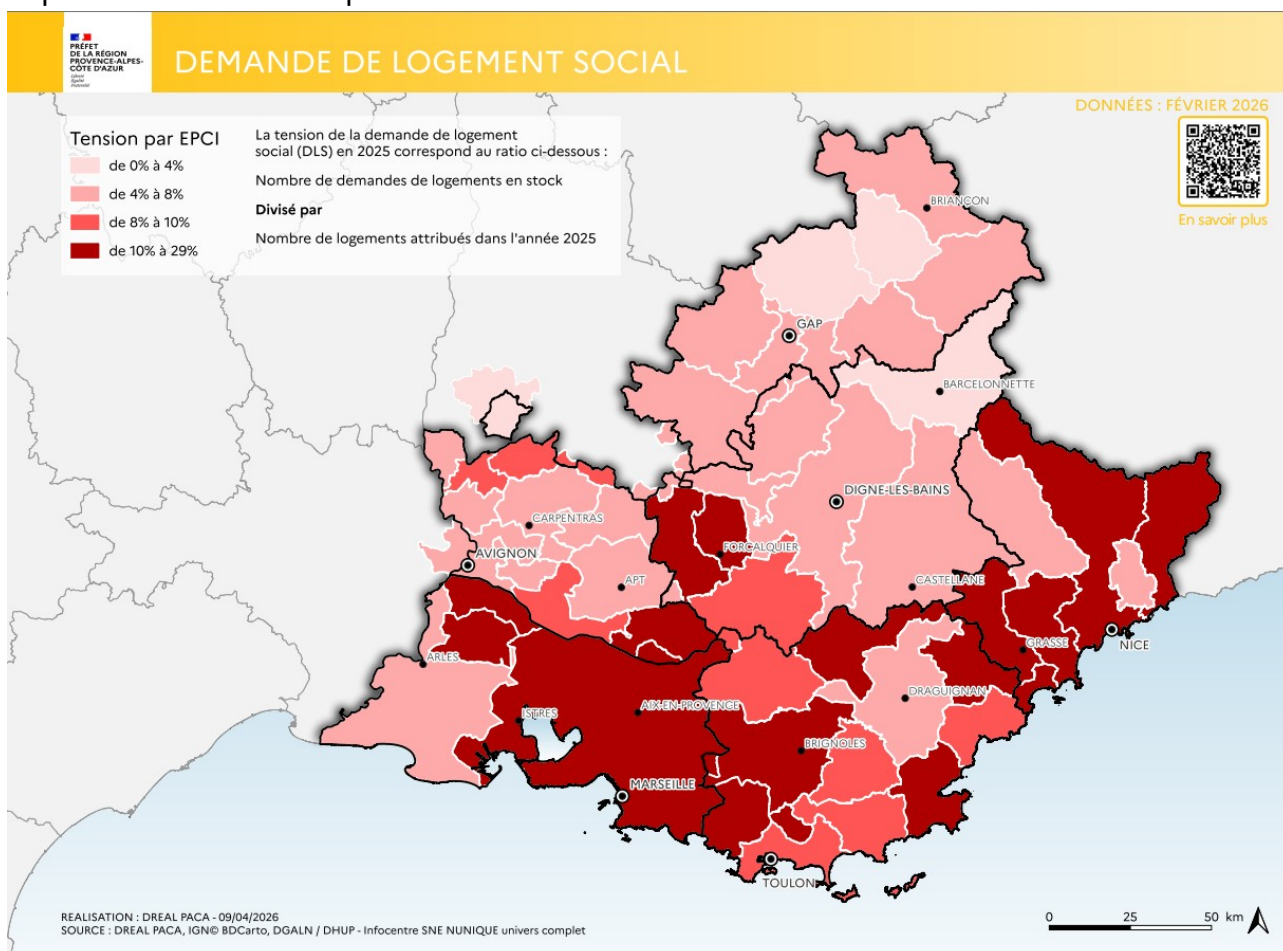 PRÉFET
DE LA RÉGION
PROVENCE-ALPES-
CÔTE D'AZUR
Liberté
Égalité
Fraternité
DEMANDE DE LOGEMENT SOCIAL
DONNÉES : FÉVRIER 2026
En savoir plus
Tension par EPCI
de 0% à 4%
de 4% à 8%
de 8% à 10%
de 10% à 29%
La tension de la demande de logement
social (DLS) en 2025 correspond au ratio ci-dessous :
Nombre de demandes de logements en stock
Divisé par
Nombre de logements attribués dans l'année 2025
BRIANÇON
GAP
BARCELONNETTE
DIGNE-LES-BAINS
CARPENTRAS
FORCALQUIER
AVIGNON
APT
CASTELLANE
NICE
GRASSE
ARLES
DRAGUIGNAN
AIX-EN-PROVENCE
ISTRES
BRIGNOLES
MARSEILLE
TOULON
REALISATION : DREAL PACA - 09/04/2026
SOURCE : DREAL PACA, IGN© BDCarto, DGALN / DHUP - Infocentre SNE NUNIQUE univers complet
0 25 50 km